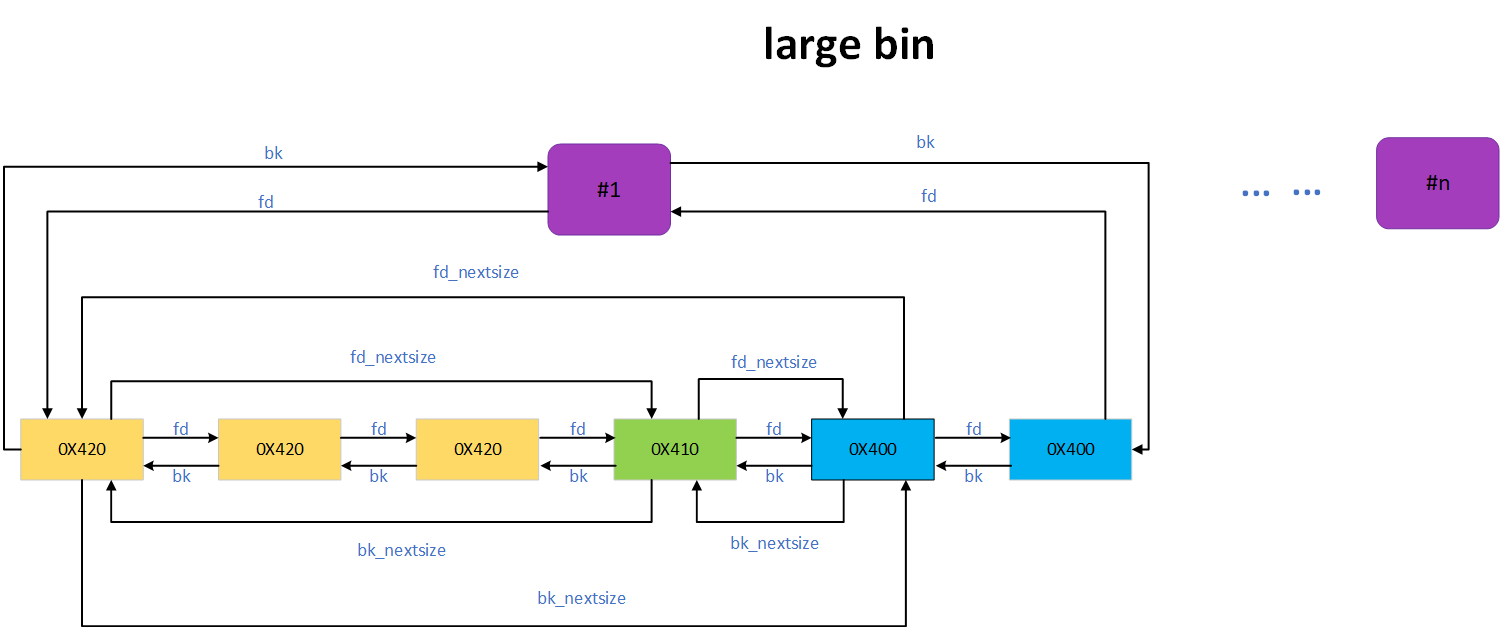 large bin
bk
bk
#1
#n
... ...
fd
fd
fd_nextsize
fd_nextsize
fd_nextsize
fd
fd
fd
fd
fd
0X420
0X420
0X420
0X410
0X400
0X400
bk
bk
bk
bk
bk
bk_nextsize
bk_nextsize
bk_nextsize